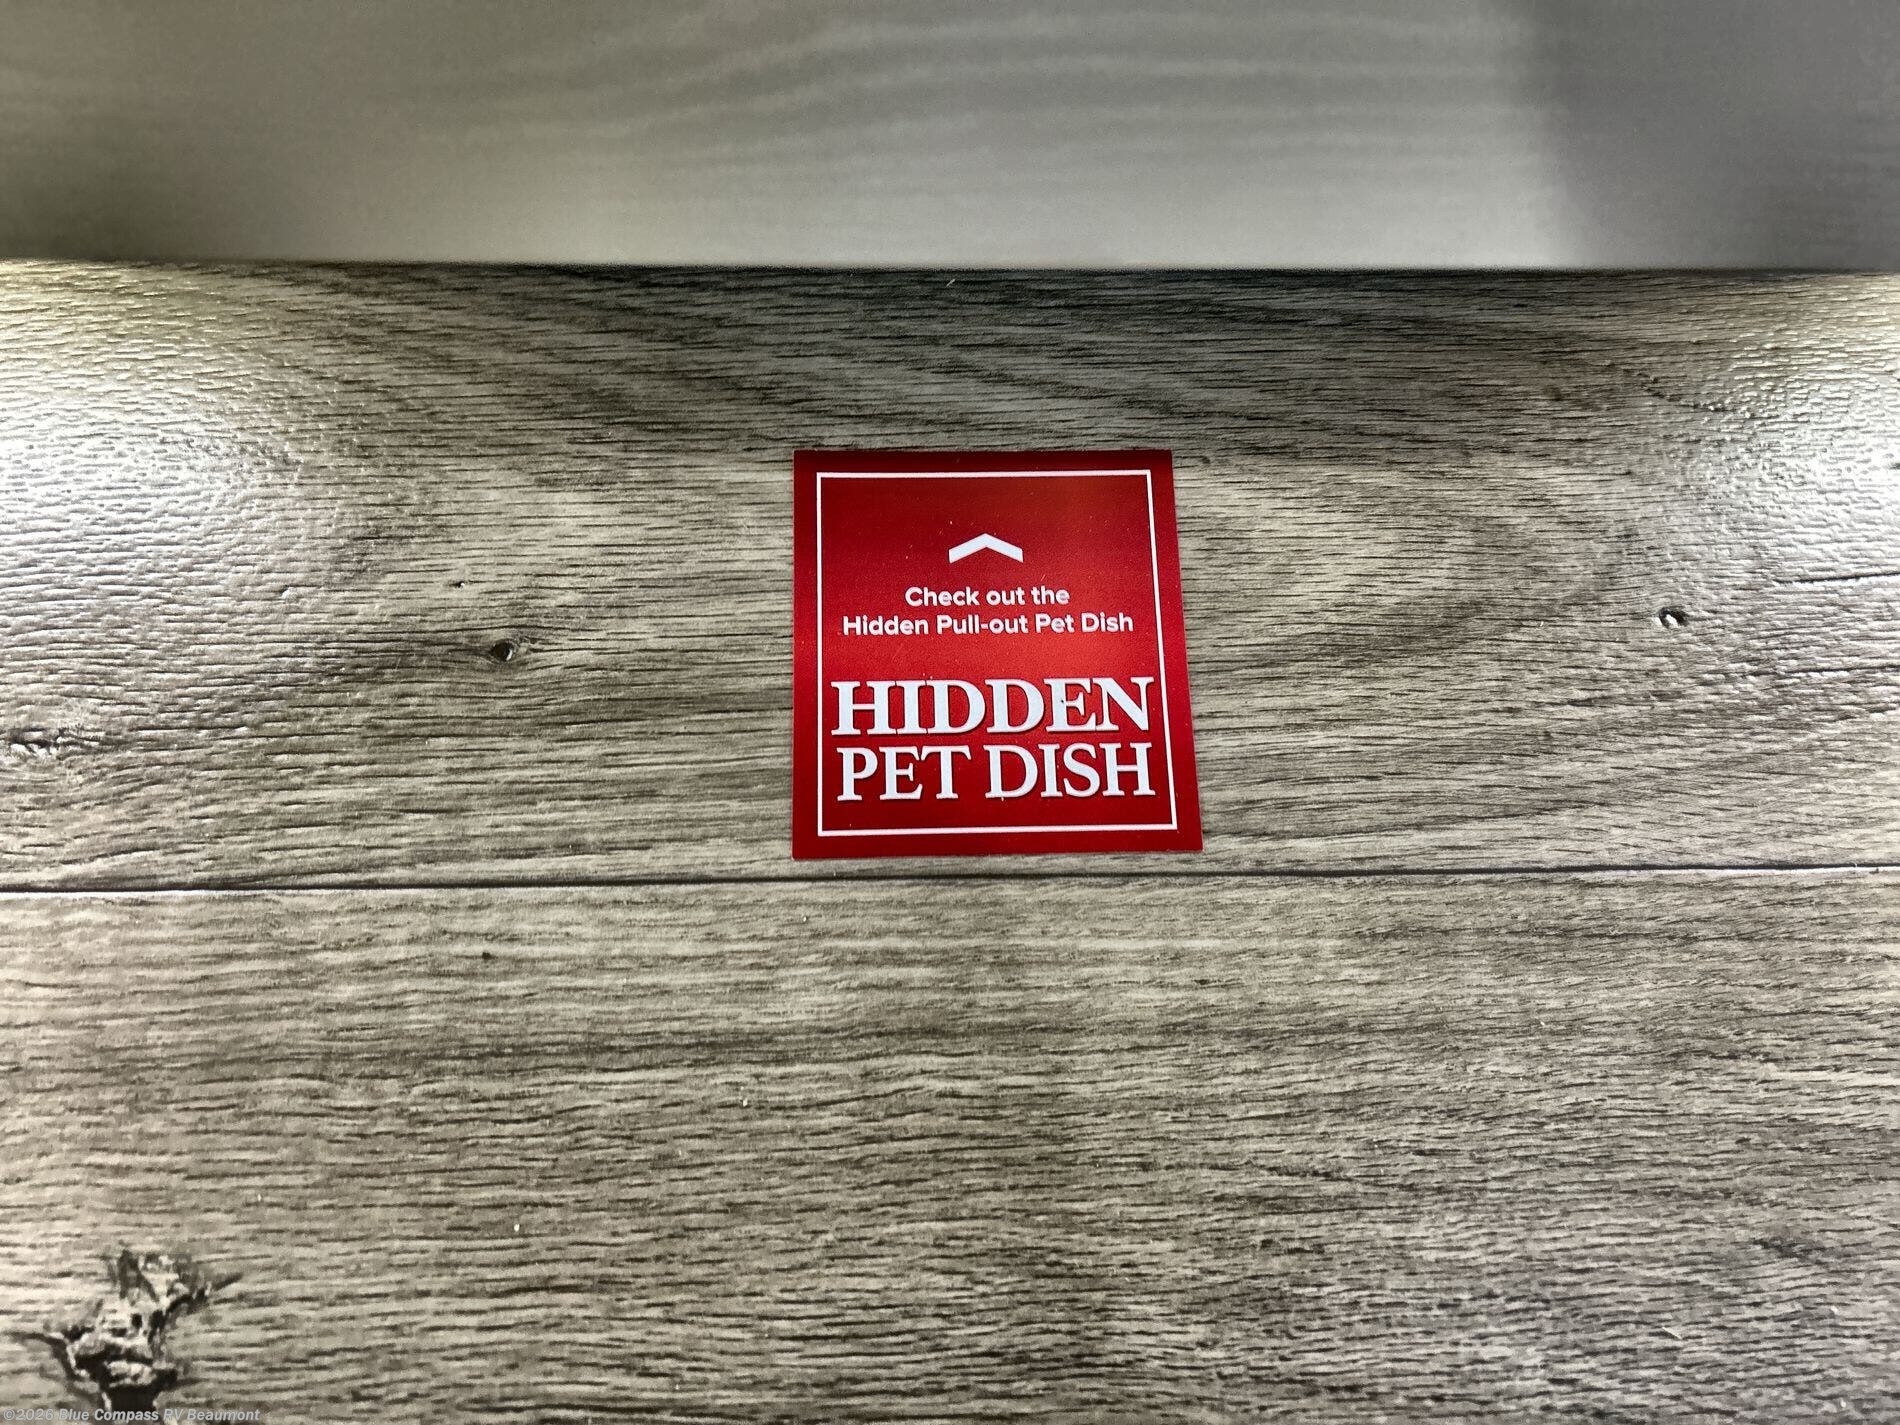 Check out the
Hidden Pull-out Pet Dish
HIDDEN
PET DISH
©2026 Blue Compass RV Beaumont